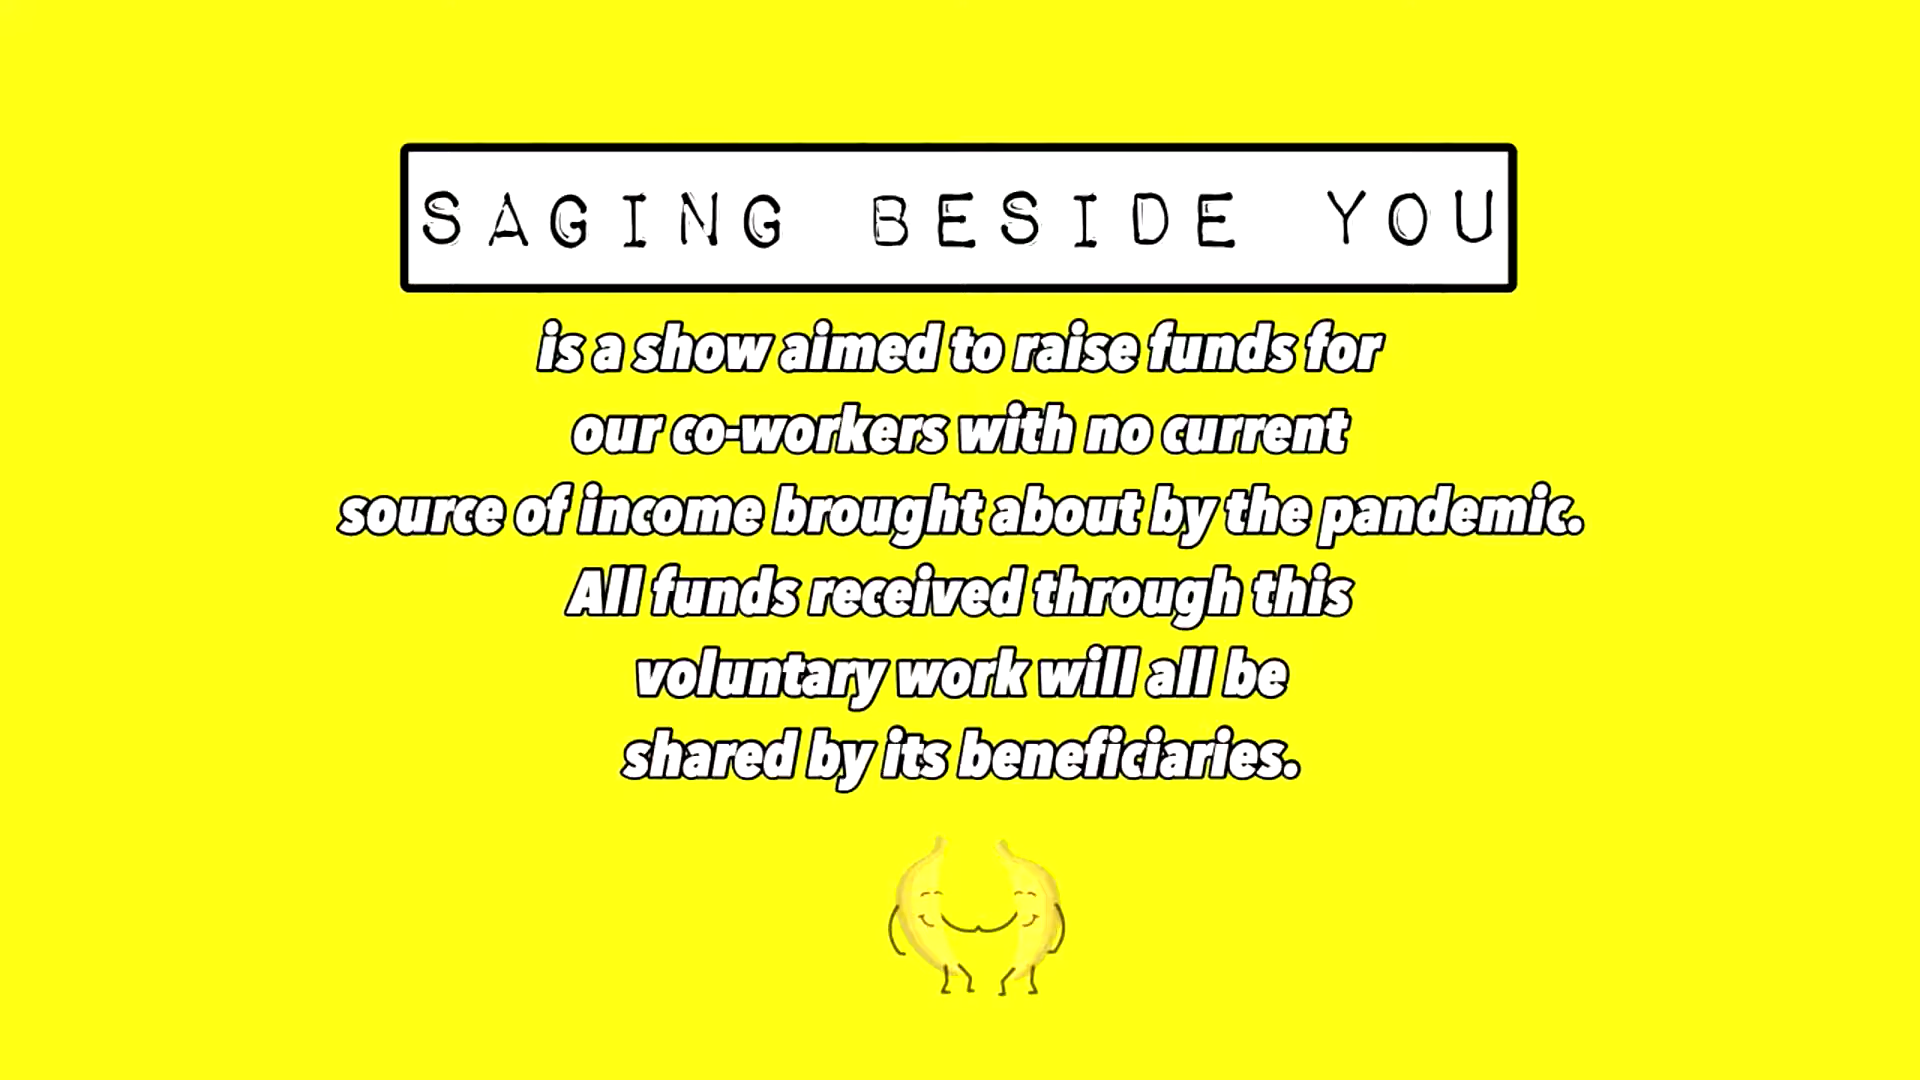 SAGING BESIDE YOU
is a show aimed to raise funds for
our co-workers with no current
source of income brought about by the pandemic.
All funds received through this
voluntary work will all be
shared by its beneficiaries.